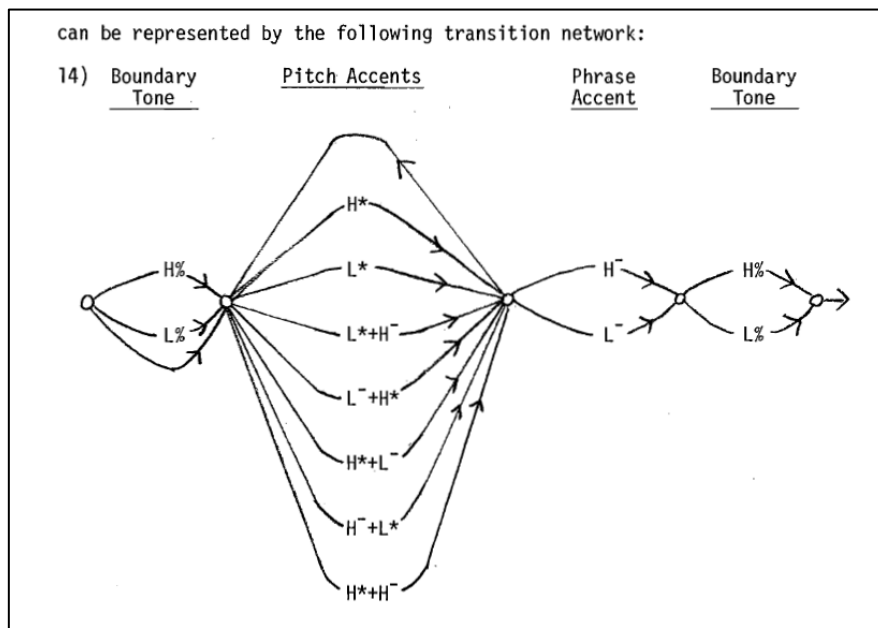 can be represented by the following transition network:
14) Boundary Tone Pitch Accents Phrase Accent Boundary Tone
H*
H% L* H⁻ H%
L% L*+H⁻ L⁻ L%
L⁻+H*
H*+L⁻
H⁻+L*
H*+H⁻